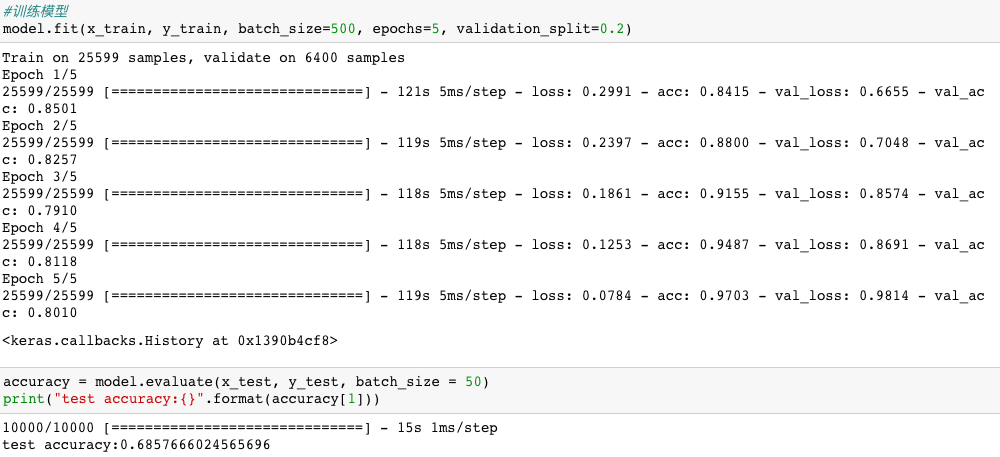 #训练模型
model.fit(x_train, y_train, batch_size=500, epochs=5, validation_split=0.2)
Train on 25599 samples, validate on 6400 samples
Epoch 1/5
25599/25599 [==============================] - 121s 5ms/step - loss: 0.2991 - acc: 0.8415 - val_loss: 0.6655 - val_ac
c: 0.8501
Epoch 2/5
25599/25599 [==============================] - 119s 5ms/step - loss: 0.2397 - acc: 0.8800 - val_loss: 0.7048 - val_ac
c: 0.8257
Epoch 3/5
25599/25599 [==============================] - 118s 5ms/step - loss: 0.1861 - acc: 0.9155 - val_loss: 0.8574 - val_ac
c: 0.7910
Epoch 4/5
25599/25599 [==============================] - 118s 5ms/step - loss: 0.1253 - acc: 0.9487 - val_loss: 0.8691 - val_ac
c: 0.8118
Epoch 5/5
25599/25599 [==============================] - 119s 5ms/step - loss: 0.0784 - acc: 0.9703 - val_loss: 0.9814 - val_ac
c: 0.8010
<keras.callbacks.History at 0x1390b4cf8>
accuracy = model.evaluate(x_test, y_test, batch_size = 50)
print("test accuracy:{}".format(accuracy[1]))
10000/10000 [==============================] - 15s 1ms/step
test accuracy:0.6857666024565696